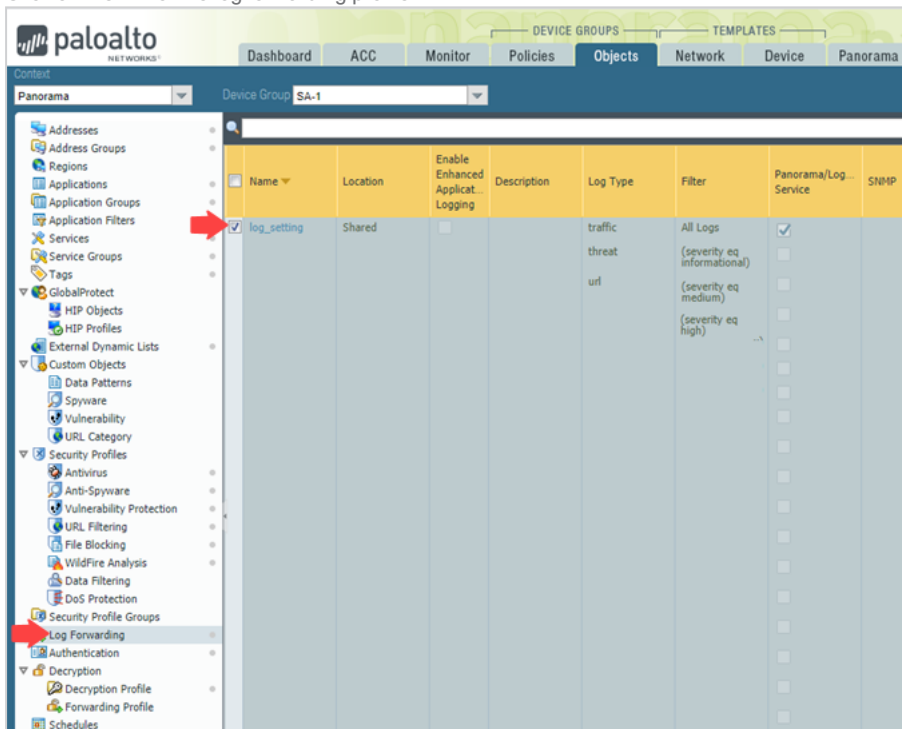 paloalto
NETWORKS®
DEVICE GROUPS
TEMPLATES
Dashboard
ACC
Monitor
Policies
Objects
Network
Device
Panorama
Context
Panorama
Device Group SA-1
Addresses
Address Groups
Regions
Applications
Application Groups
Application Filters
Services
Service Groups
Tags
GlobalProtect
HIP Objects
HIP Profiles
External Dynamic Lists
Custom Objects
Data Patterns
Spyware
Vulnerability
URL Category
Security Profiles
Antivirus
Anti-Spyware
Vulnerability Protection
URL Filtering
File Blocking
WildFire Analysis
Data Filtering
DoS Protection
Security Profile Groups
Log Forwarding
Authentication
Decryption
Decryption Profile
Forwarding Profile
Schedules
Name
Location
Enable
Enhanced
Applicat...
Logging
Description
Log Type
Filter
Panorama/Log...
Service
SNMP
log_setting
Shared
traffic
All Logs
threat
(severity eq
informational)
url
(severity eq
medium)
(severity eq
high)